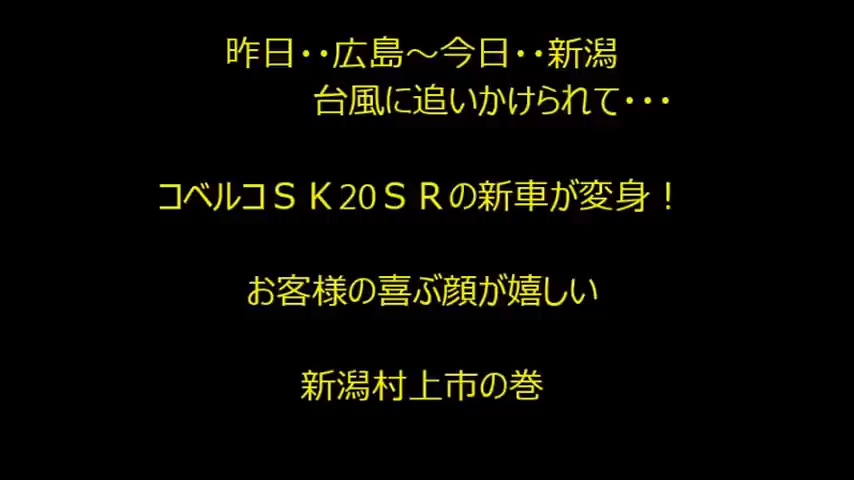 昨日・・広島～今日・・新潟
台風に追いかけられて・・・
コベルコＳＫ20ＳＲの新車が変身！
お客様の喜ぶ顔が嬉しい
新潟村上市の巻